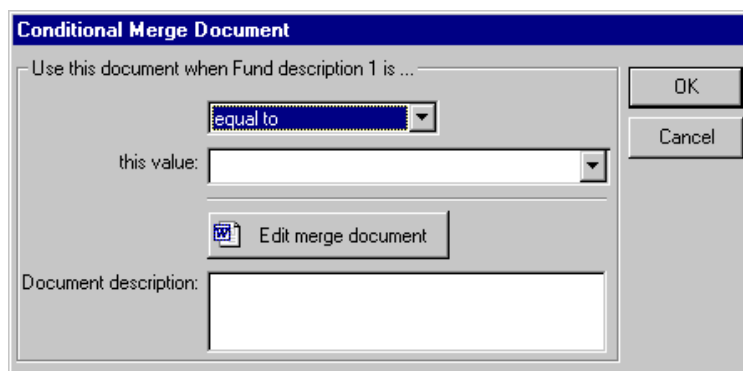 Conditional Merge Document
Use this document when Fund description 1 is ...
OK
equal to
Cancel
this value:
Edit merge document
Document description: